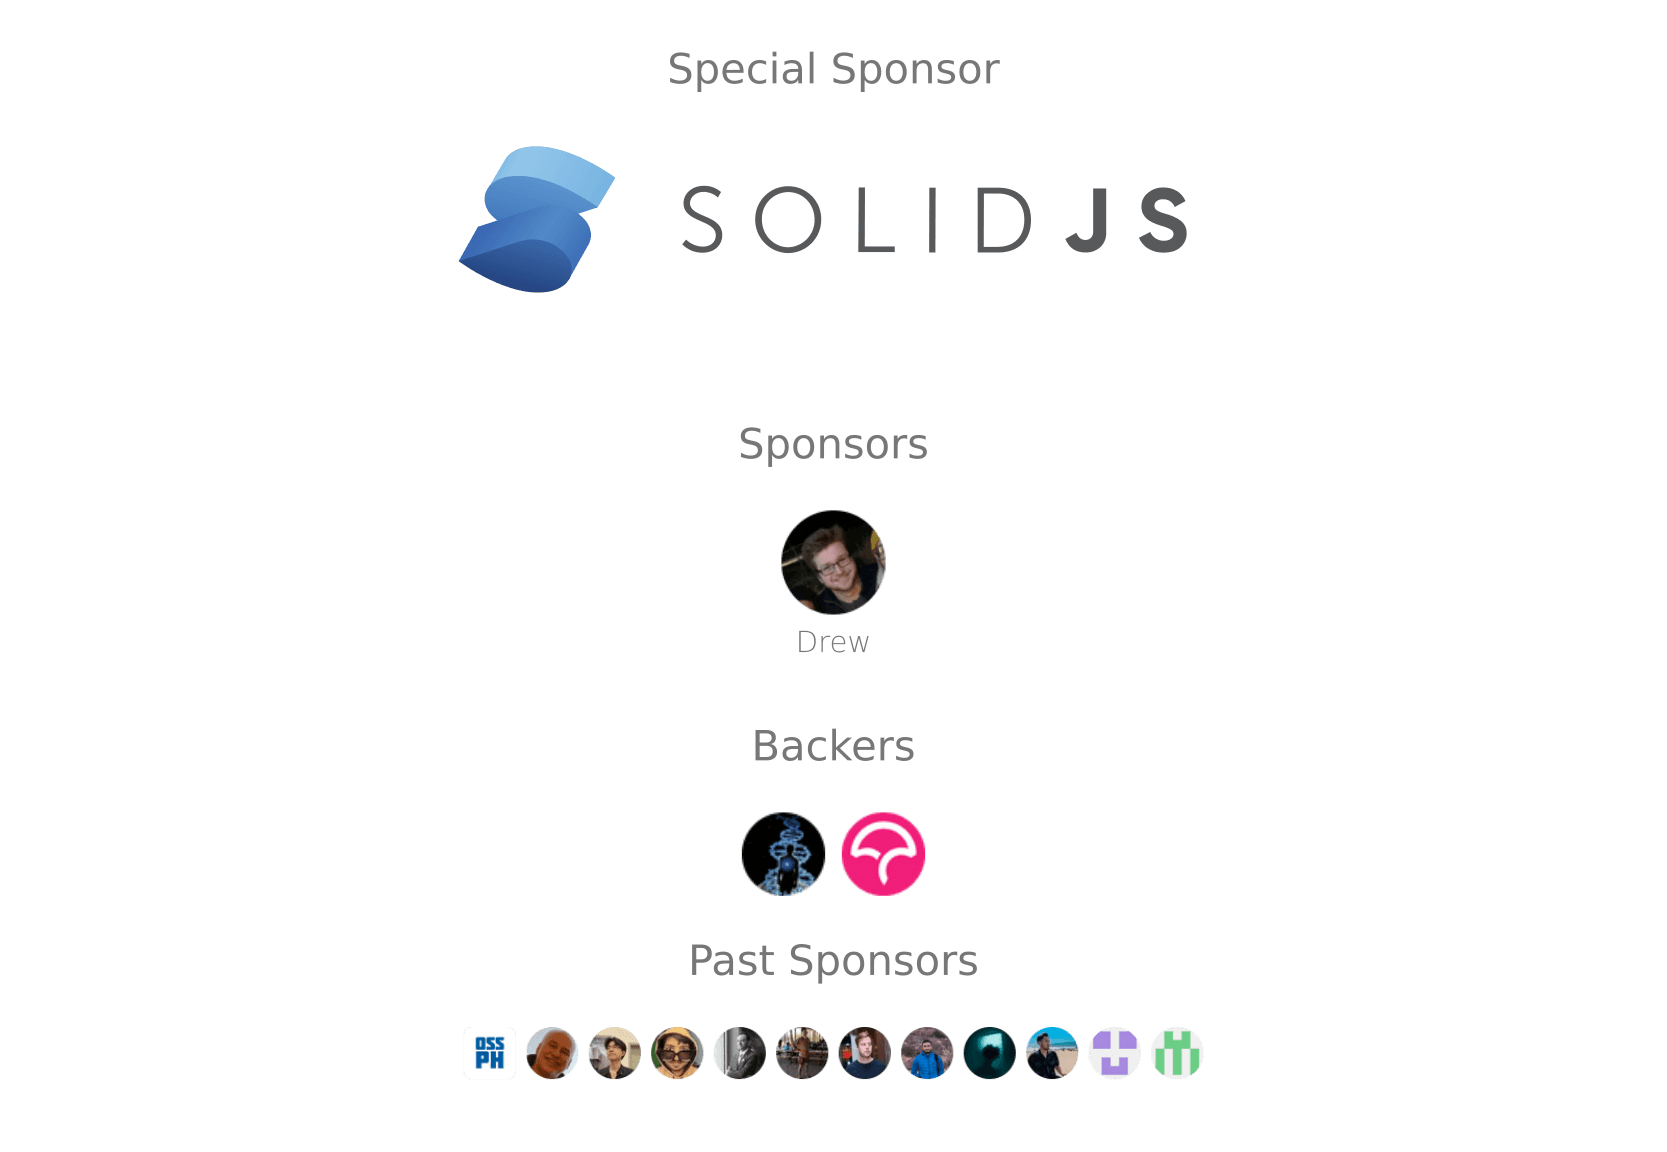 Special Sponsor
SOLIDJS
Sponsors
Drew
Backers
Past Sponsors
OSS
PH